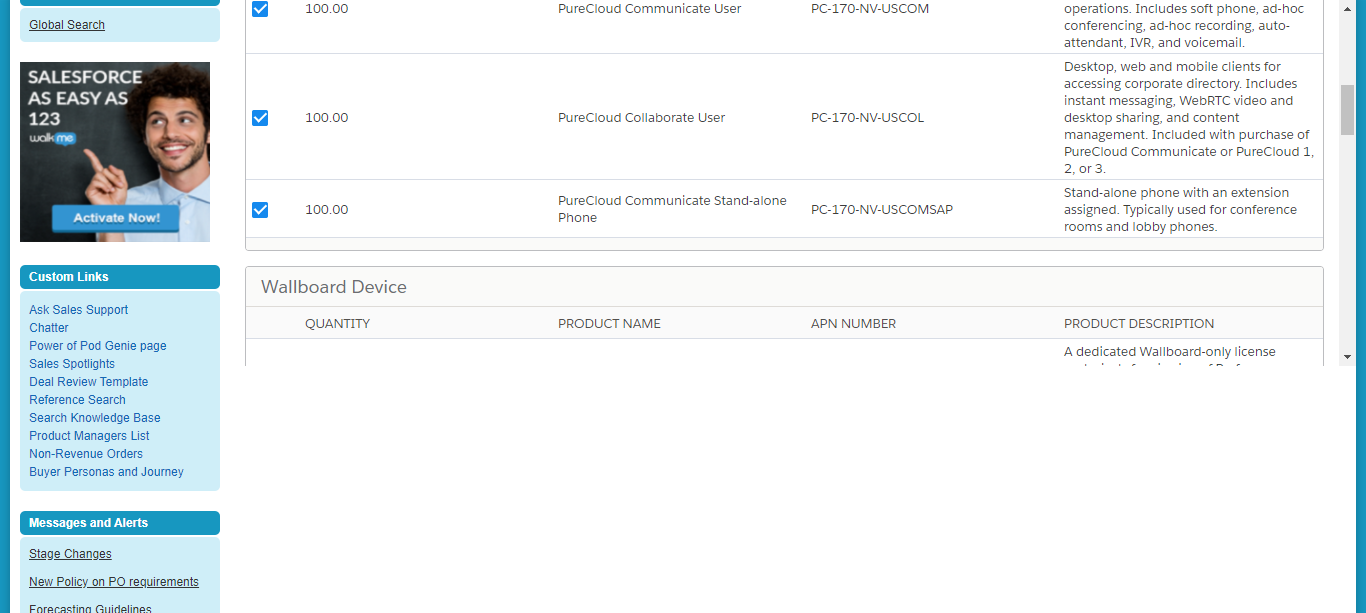 Global Search
SALESFORCE
AS EASY AS
123
walkme
Activate Now!
Custom Links
Ask Sales Support
Chatter
Power of Pod Genie page
Sales Spotlights
Deal Review Template
Reference Search
Search Knowledge Base
Product Managers List
Non-Revenue Orders
Buyer Personas and Journey
Messages and Alerts
Stage Changes
New Policy on PO requirements
Forecasting Guidelines
100.00 PureCloud Communicate User PC-170-NV-USCOM
operations. Includes soft phone, ad-hoc
conferencing, ad-hoc recording, auto-
attendant, IVR, and voicemail.
100.00 PureCloud Collaborate User PC-170-NV-USCOL
Desktop, web and mobile clients for
accessing corporate directory. Includes
instant messaging, WebRTC video and
desktop sharing, and content
management. Included with purchase of
PureCloud Communicate or PureCloud 1,
2, or 3.
100.00 PureCloud Communicate Stand-alone
Phone
PC-170-NV-USCOMSAP
Stand-alone phone with an extension
assigned. Typically used for conference
rooms and lobby phones.
Wallboard Device
QUANTITY PRODUCT NAME APN NUMBER PRODUCT DESCRIPTION
A dedicated Wallboard-only license